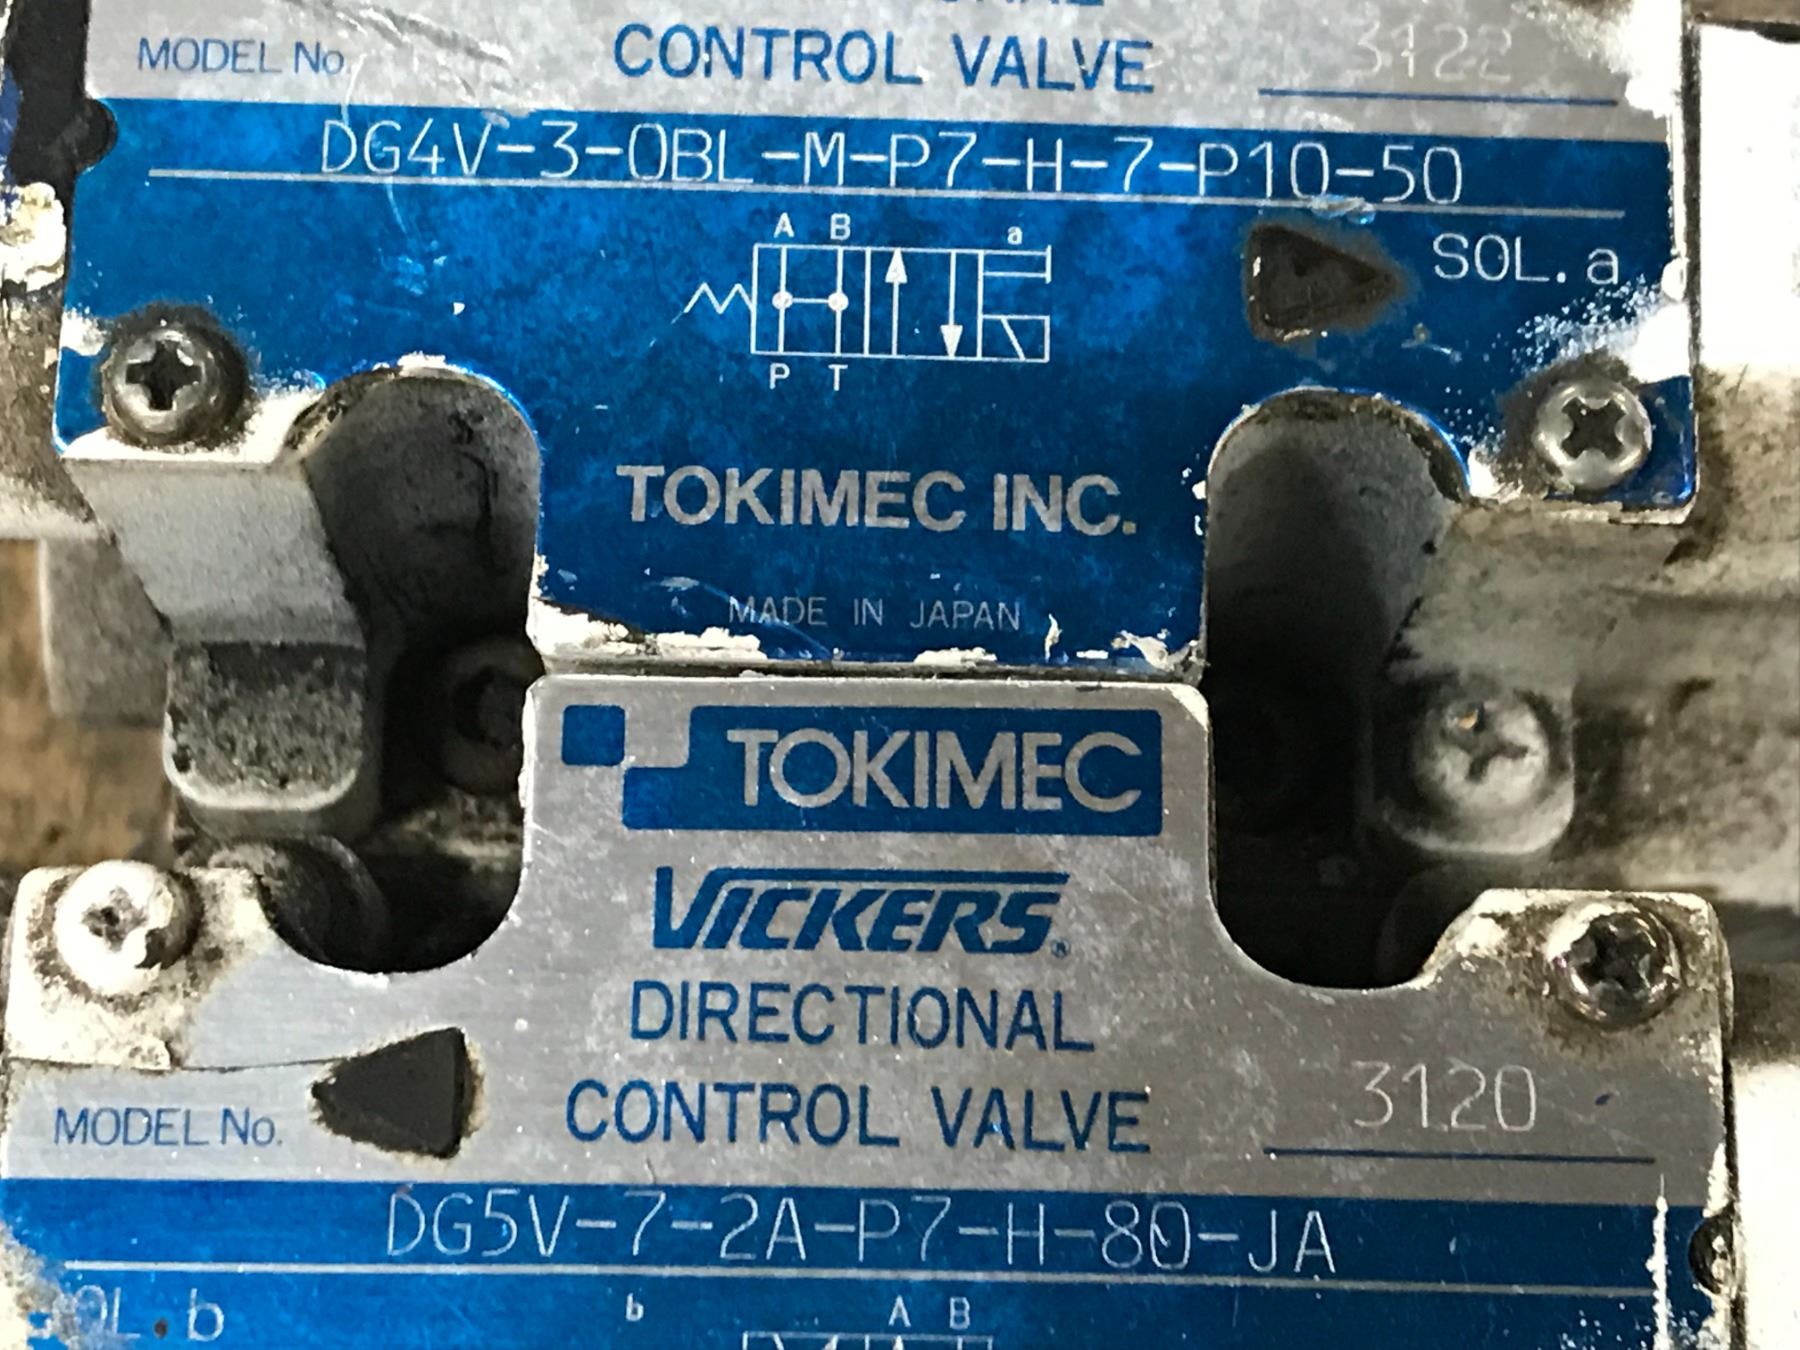 CONTROL VALVE
MODEL No.
3122
DG4V-3-0BL-M-P7-H-7-P10-50
A B a
SOL.a
P T
TOKIMEC INC.
MADE IN JAPAN
TOKIMEC
VICKERS®
DIRECTIONAL
CONTROL VALVE
MODEL No.
3120
DG5V-7-2A-P7-H-80-JA
SOL.b
b A B